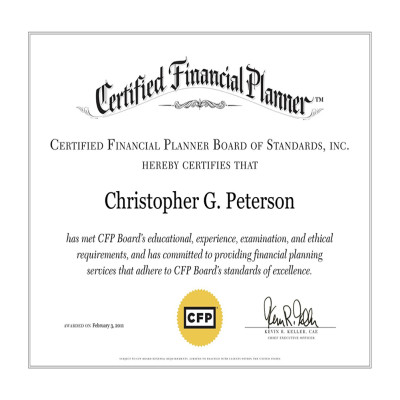 Certified Financial Planner™
CERTIFIED FINANCIAL PLANNER BOARD OF STANDARDS, INC.
HEREBY CERTIFIES THAT
Christopher G. Peterson
has met CFP Board's educational, experience, examination, and ethical
requirements, and has committed to providing financial planning
services that adhere to CFP Board's standards of excellence.
CFP
AWARDED ON: February 3, 2021
KEVIN R. KELLER, CAE
CHIEF EXECUTIVE OFFICER